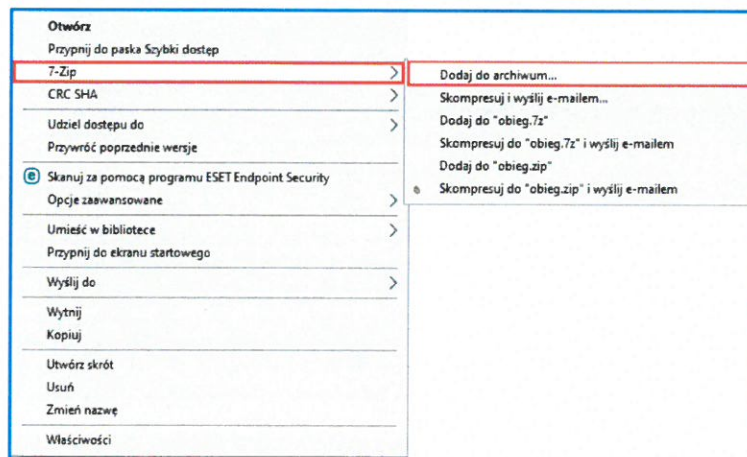 Otwórz
Przypnij do paska Szybki dostęp
7-Zip
CRC SHA
Udziel dostępu do
Przywróć poprzednie wersje
Skanuj za pomocą programu ESET Endpoint Security
Opcje zaawansowane
Umieść w bibliotece
Przypnij do ekranu startowego
Wyślij do
Wytnij
Kopiuj
Utwórz skrót
Usuń
Zmień nazwę
Właściwości
Dodaj do archiwum...
Skompresuj i wyślij e-mailem...
Dodaj do "obieg.7z"
Skompresuj do "obieg.7z" i wyślij e-mailem
Dodaj do "obieg.zip"
Skompresuj do "obieg.zip" i wyślij e-mailem